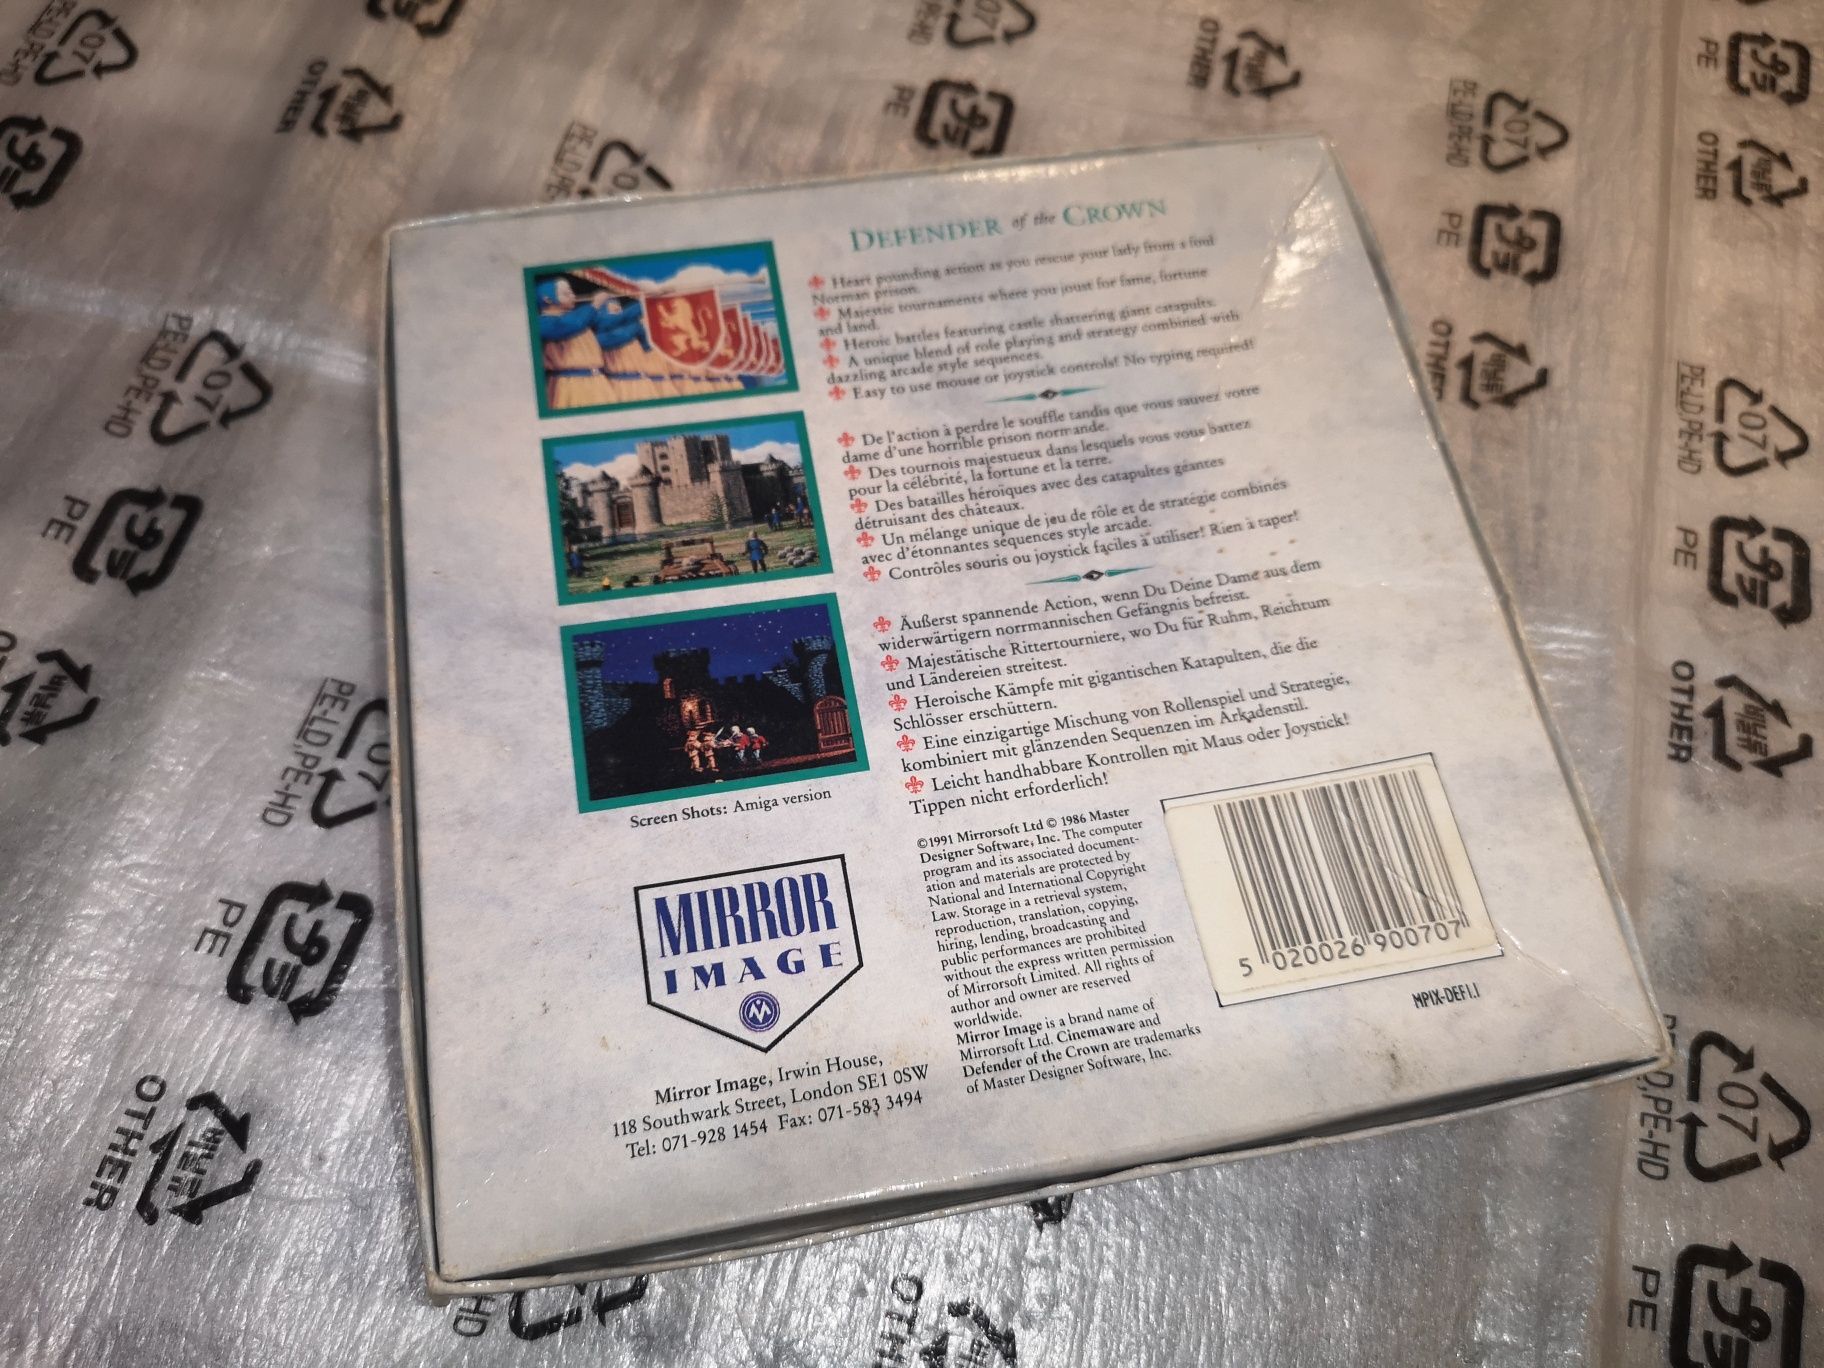 DEFENDER of the CROWN
Heart pounding action as you rescue your lady from a foul
Norman prison.
Majestic tournaments where you joust for fame, fortune
and land.
Heroic battles featuring castle shattering giant catapults.
A unique blend of role playing and strategy combined with
dazzling arcade style sequences.
Easy to use mouse or joystick controls! No typing required!
De l'action à perdre le souffle tandis que vous sauvez votre
dame d'une horrible prison normande.
Des tournois majestueux dans lesquels vous vous battez
pour la célébrité, la fortune et la terre.
Des batailles héroïques avec des catapultes géantes
détruisant des châteaux.
Un mélange unique de jeu de rôle et de stratégie combinés
avec d'étonnantes séquences style arcade.
Contrôles souris ou joystick façiles à utiliser! Rien à taper!
Äußerst spannende Action, wenn Du Deine Dame aus dem
widerwärtigern norrmannischen Gefängnis befreist.
Majestätische Rittertourniere, wo Du für Ruhm, Reichtum
und Ländereien streitest.
Heroische Kämpfe mit gigantischen Katapulten, die die
Schlösser erschüttern.
Eine einzigartige Mischung von Rollenspiel und Strategie,
kombiniert mit glänzenden Sequenzen im Arkadenstil.
Leicht handhabbare Kontrollen mit Maus oder Joystick!
Tippen nicht erforderlich!
Screen Shots: Amiga version
MIRROR
IMAGE
Mirror Image, Irwin House,
118 Southwark Street, London SE1 0SW
Tel: 071-928 1454 Fax: 071-583 3494
©1991 Mirrorsoft Ltd © 1986 Master
Designer Software, Inc. The computer
program and its associated document-
ation and materials are protected by
National and International Copyright
Law. Storage in a retrieval system,
reproduction, translation, copying,
hiring, lending, broadcasting and
public performances are prohibited
without the express written permission
of Mirrorsoft Limited. All rights of
author and owner are reserved
worldwide.
Mirror Image is a brand name of
Mirrorsoft Ltd. Cinemaware and
Defender of the Crown are trademarks
of Master Designer Software, Inc.
5 020026 900707
MPIX-DEF1.1
PE-LD,PE-HD
07
PE
OTHER
비닐류